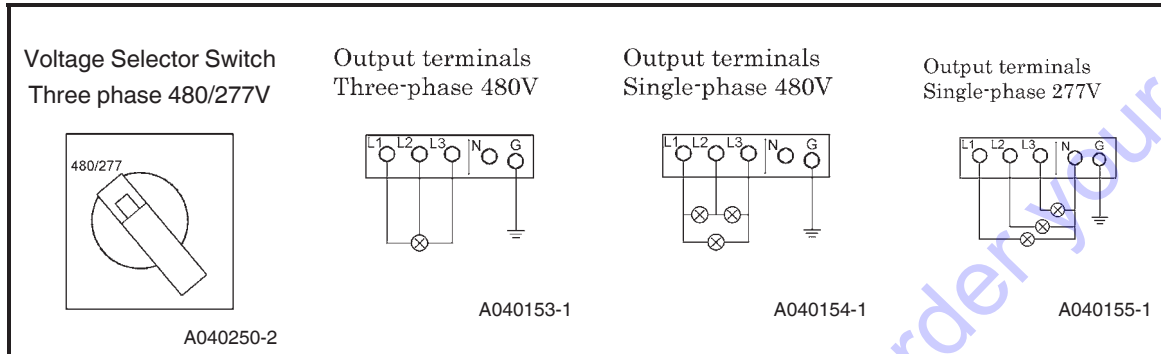 Voltage Selector Switch
Three phase 480/277V
480/277
A040250-2
Output terminals
Three-phase 480V
L1 L2 L3 N G
A040153-1
Output terminals
Single-phase 480V
L1 L2 L3 N G
A040154-1
Output terminals
Single-phase 277V
L1 L2 L3 N G
A040155-1
order your